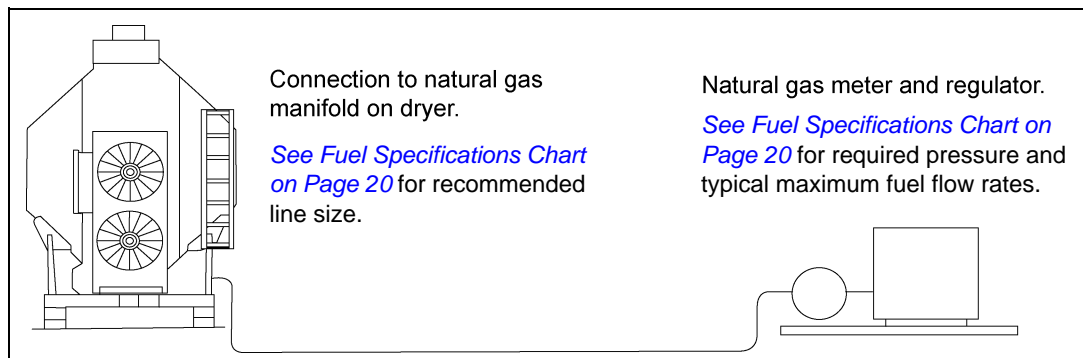 Connection to natural gas
manifold on dryer.
See Fuel Specifications Chart
on Page 20 for recommended
line size.
Natural gas meter and regulator.
See Fuel Specifications Chart on
Page 20 for required pressure and
typical maximum fuel flow rates.